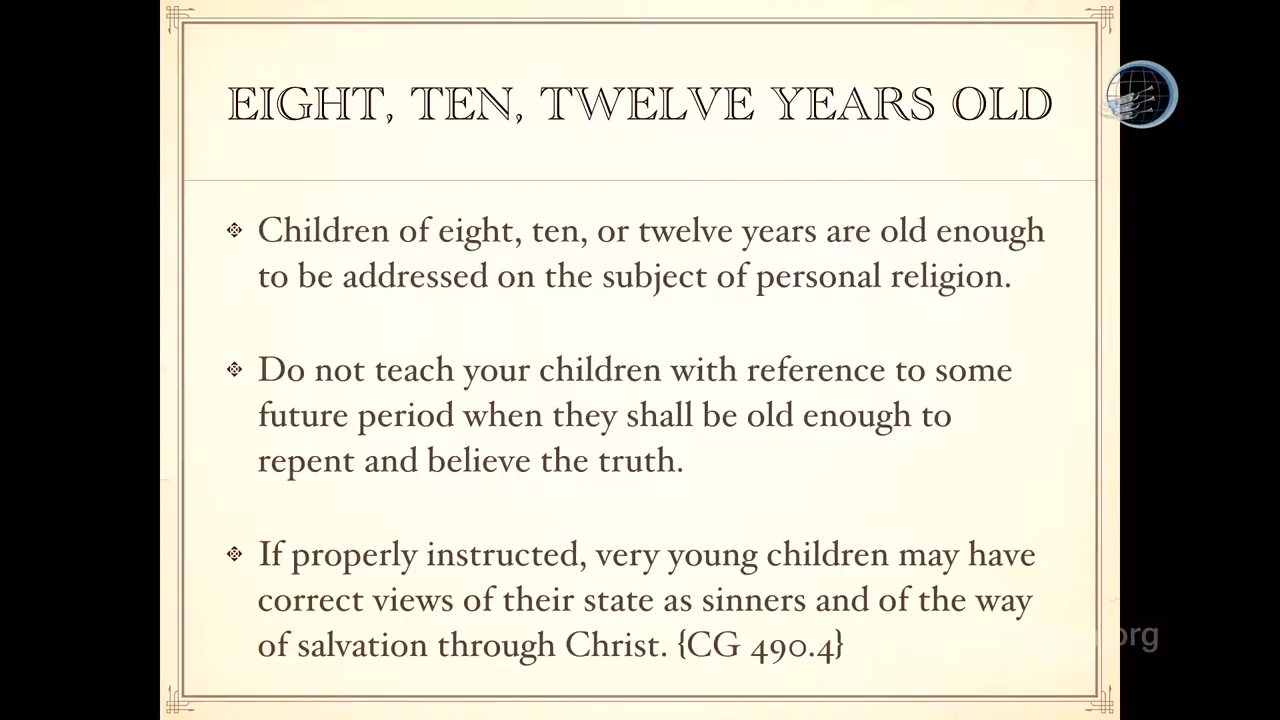 EIGHT, TEN, TWELVE YEARS OLD
Children of eight, ten, or twelve years are old enough
to be addressed on the subject of personal religion.
Do not teach your children with reference to some
future period when they shall be old enough to
repent and believe the truth.
If properly instructed, very young children may have
correct views of their state as sinners and of the way
of salvation through Christ. {CG 490.4}
org